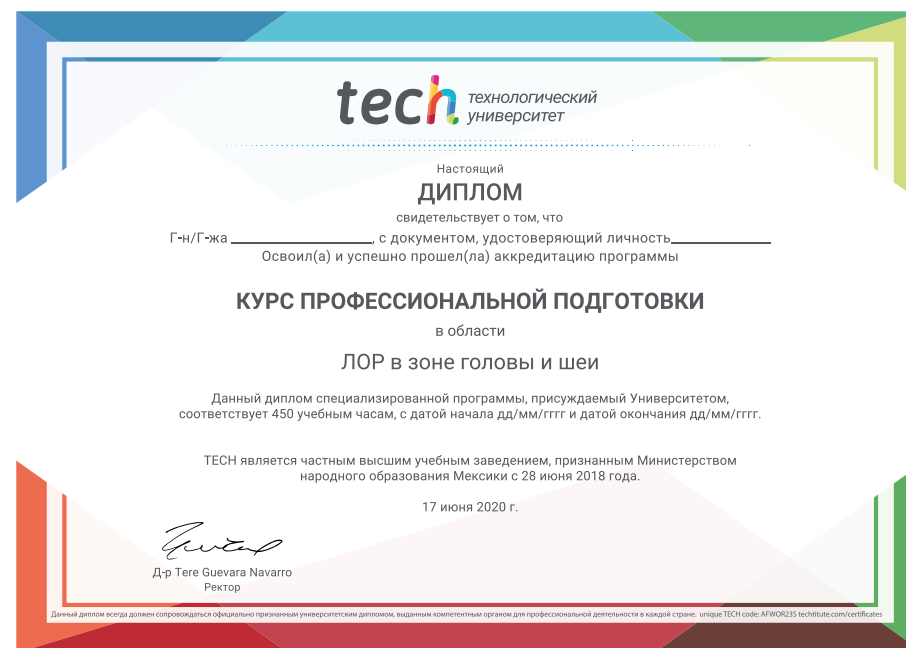 tech технологический
университет
Настоящий
ДИПЛОМ
свидетельствует о том, что
Г-н/Г-жа ____________________, с документом, удостоверяющий личность______________
Освоил(а) и успешно прошел(ла) аккредитацию программы
КУРС ПРОФЕССИОНАЛЬНОЙ ПОДГОТОВКИ
в области
ЛОР в зоне головы и шеи
Данный диплом специализированной программы, присуждаемый Университетом,
соответствует 450 учебным часам, с датой начала дд/мм/гггг и датой окончания дд/мм/гггг.
TECH является частным высшим учебным заведением, признанным Министерством
народного образования Мексики с 28 июня 2018 года.
17 июня 2020 г.
Д-р Tere Guevara Navarro
Ректор
Данный диплом всегда должен сопровождаться официально признанным университетским дипломом, выданным компетентным органом для профессиональной деятельности в каждой стране. unique TECH code: AFWOR23S techtitute.com/certificates